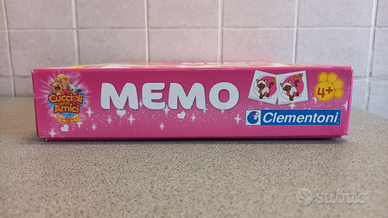 Cuccioli
Cerca
Amici
MEMO
4+
Clementoni
subito